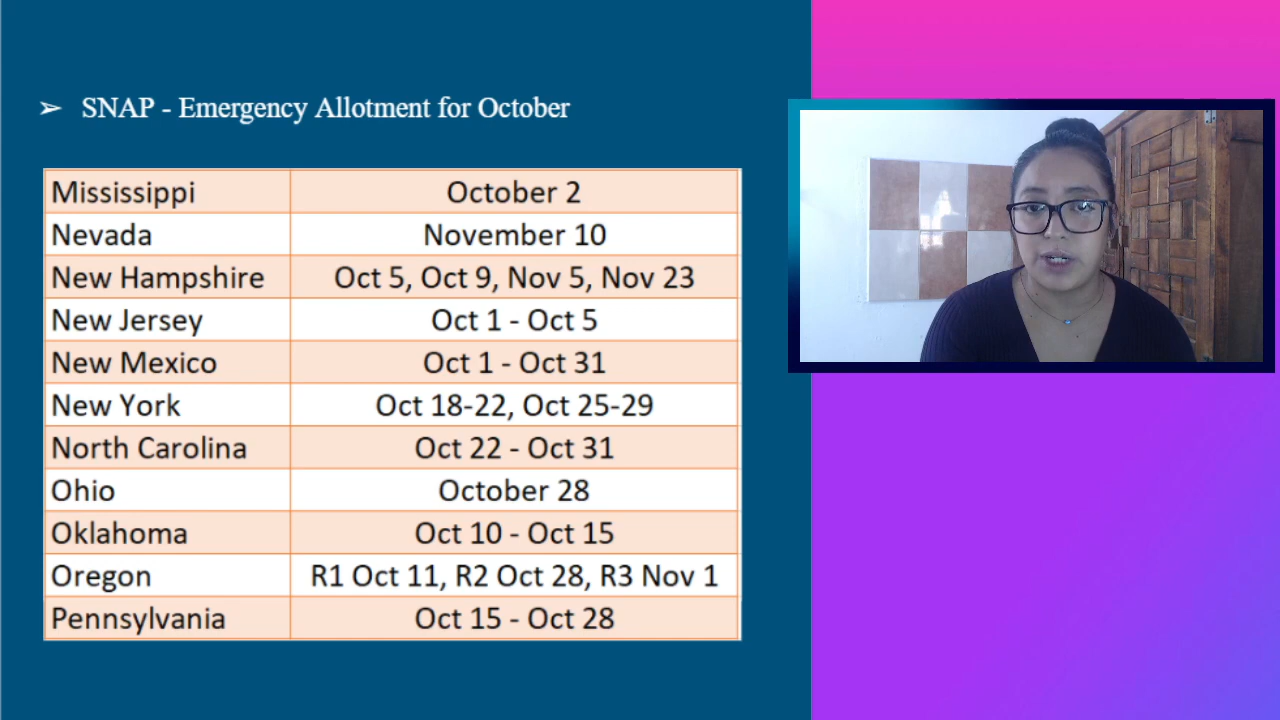 ➢ SNAP - Emergency Allotment for October
Mississippi October 2
Nevada November 10
New Hampshire Oct 5, Oct 9, Nov 5, Nov 23
New Jersey Oct 1 - Oct 5
New Mexico Oct 1 - Oct 31
New York Oct 18-22, Oct 25-29
North Carolina Oct 22 - Oct 31
Ohio October 28
Oklahoma Oct 10 - Oct 15
Oregon R1 Oct 11, R2 Oct 28, R3 Nov 1
Pennsylvania Oct 15 - Oct 28